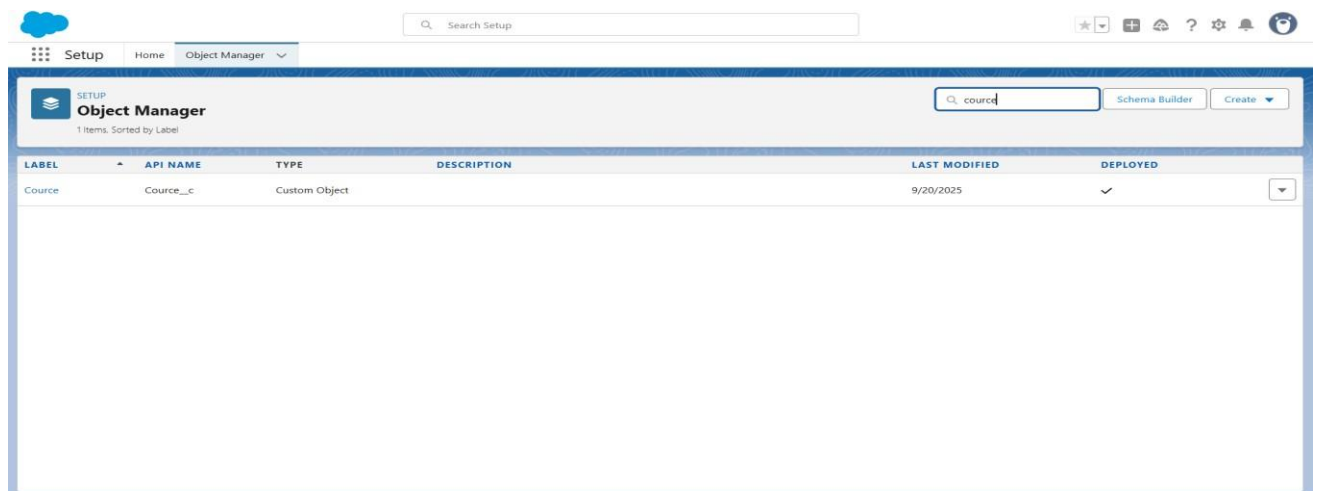 Search Setup
Setup Home Object Manager
SETUP
Object Manager
1 Items. Sorted by Label
cource
Schema Builder
Create
LABEL API NAME TYPE DESCRIPTION LAST MODIFIED DEPLOYED
Cource Cource__c Custom Object 9/20/2025